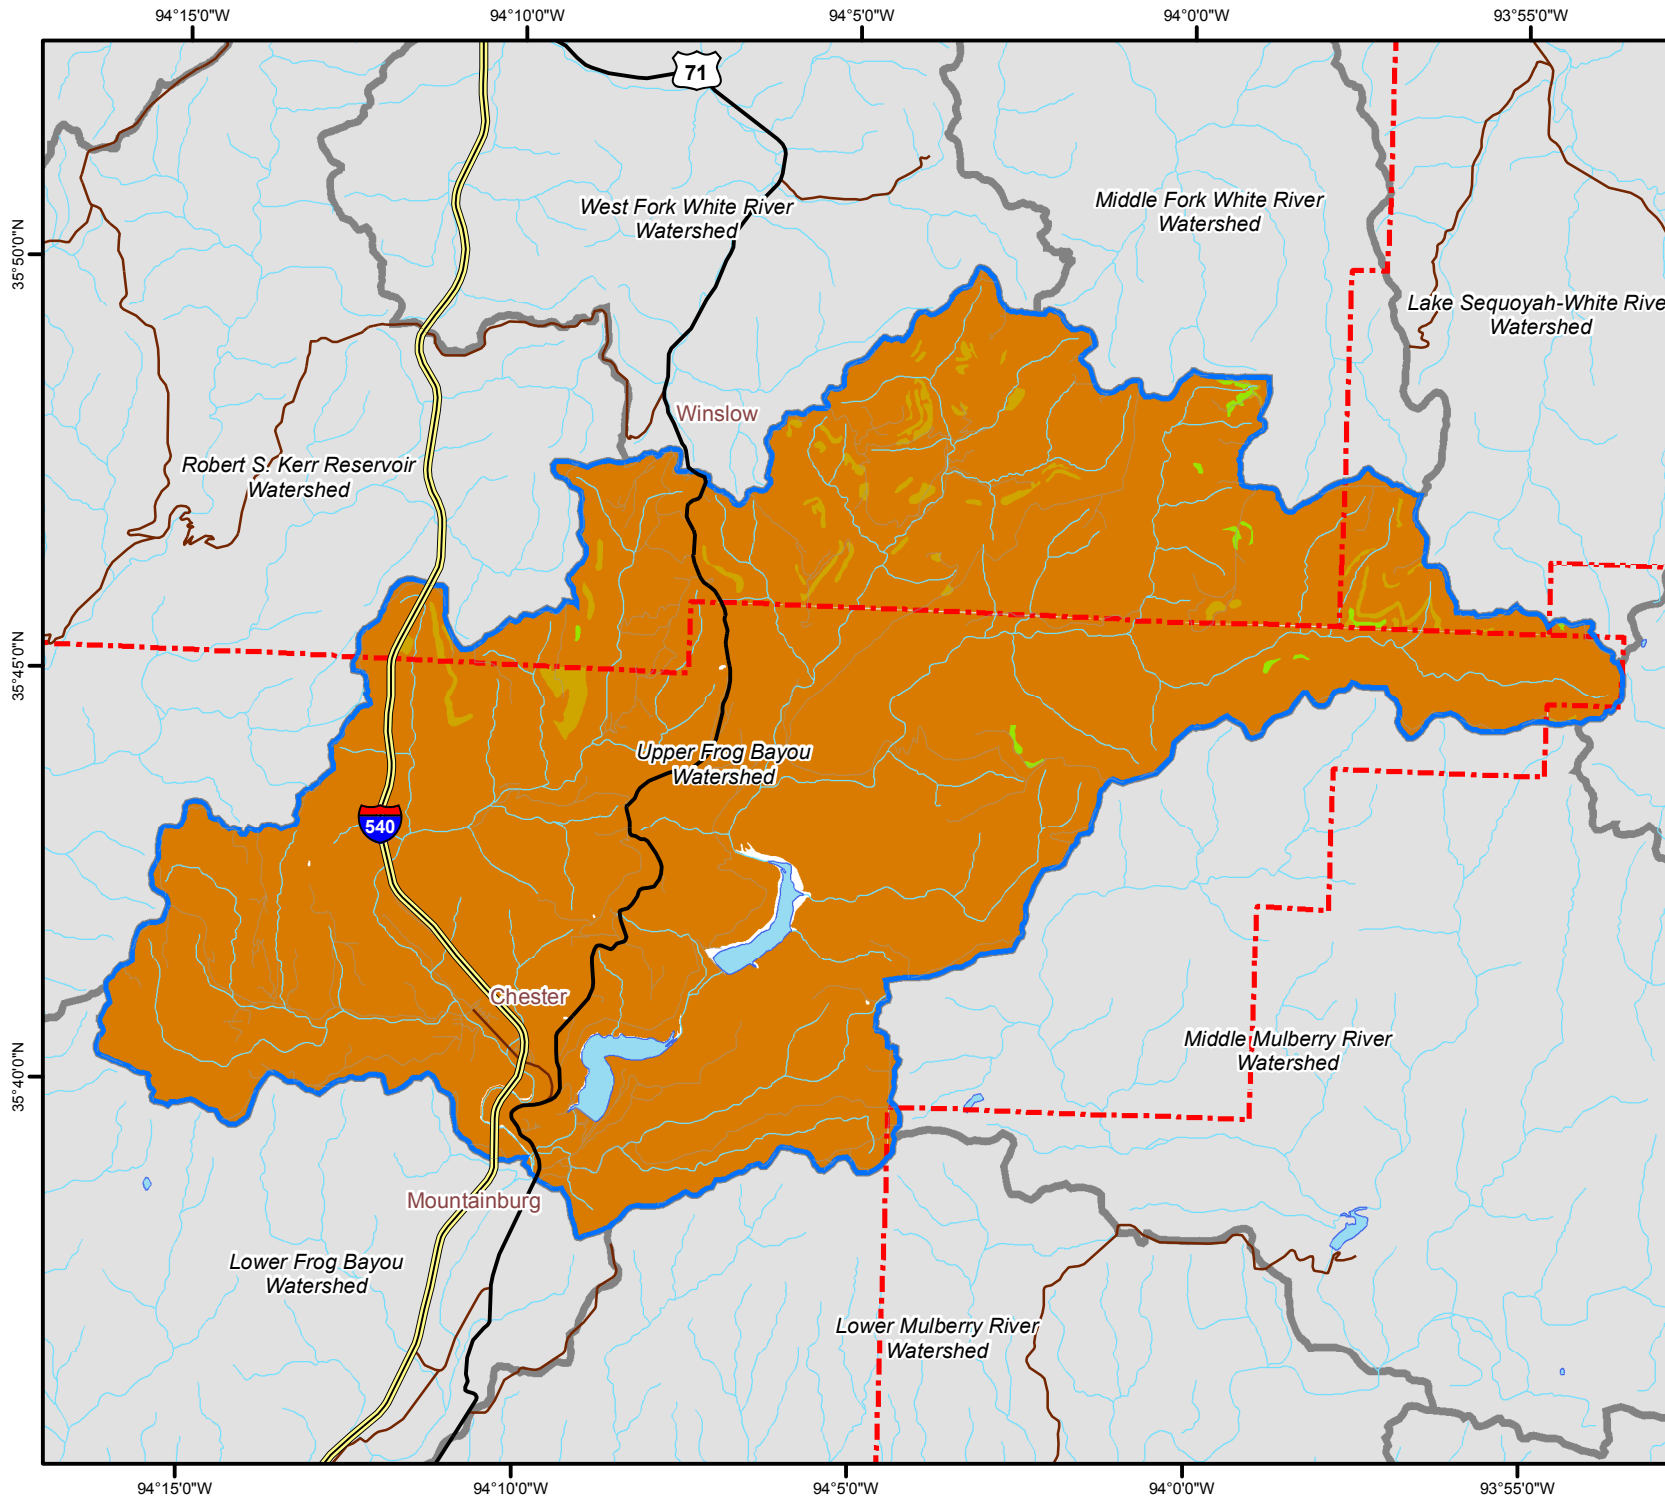 94°15'0"W
94°10'0"W
94°5'0"W
94°0'0"W
93°55'0"W
71
West Fork White River
Watershed
Middle Fork White River
Watershed
35°50'0"N
Lake Sequoyah-White Rive
Watershed
Winslow
Robert S. Kerr Reservoir
Watershed
35°45'0"N
Upper Frog Bayou
Watershed
540
Chester
35°40'0"N
Middle Mulberry River
Watershed
Mountainburg
Lower Frog Bayou
Watershed
Lower Mulberry River
Watershed
94°15'0"W
94°10'0"W
94°5'0"W
94°0'0"W
93°55'0"W